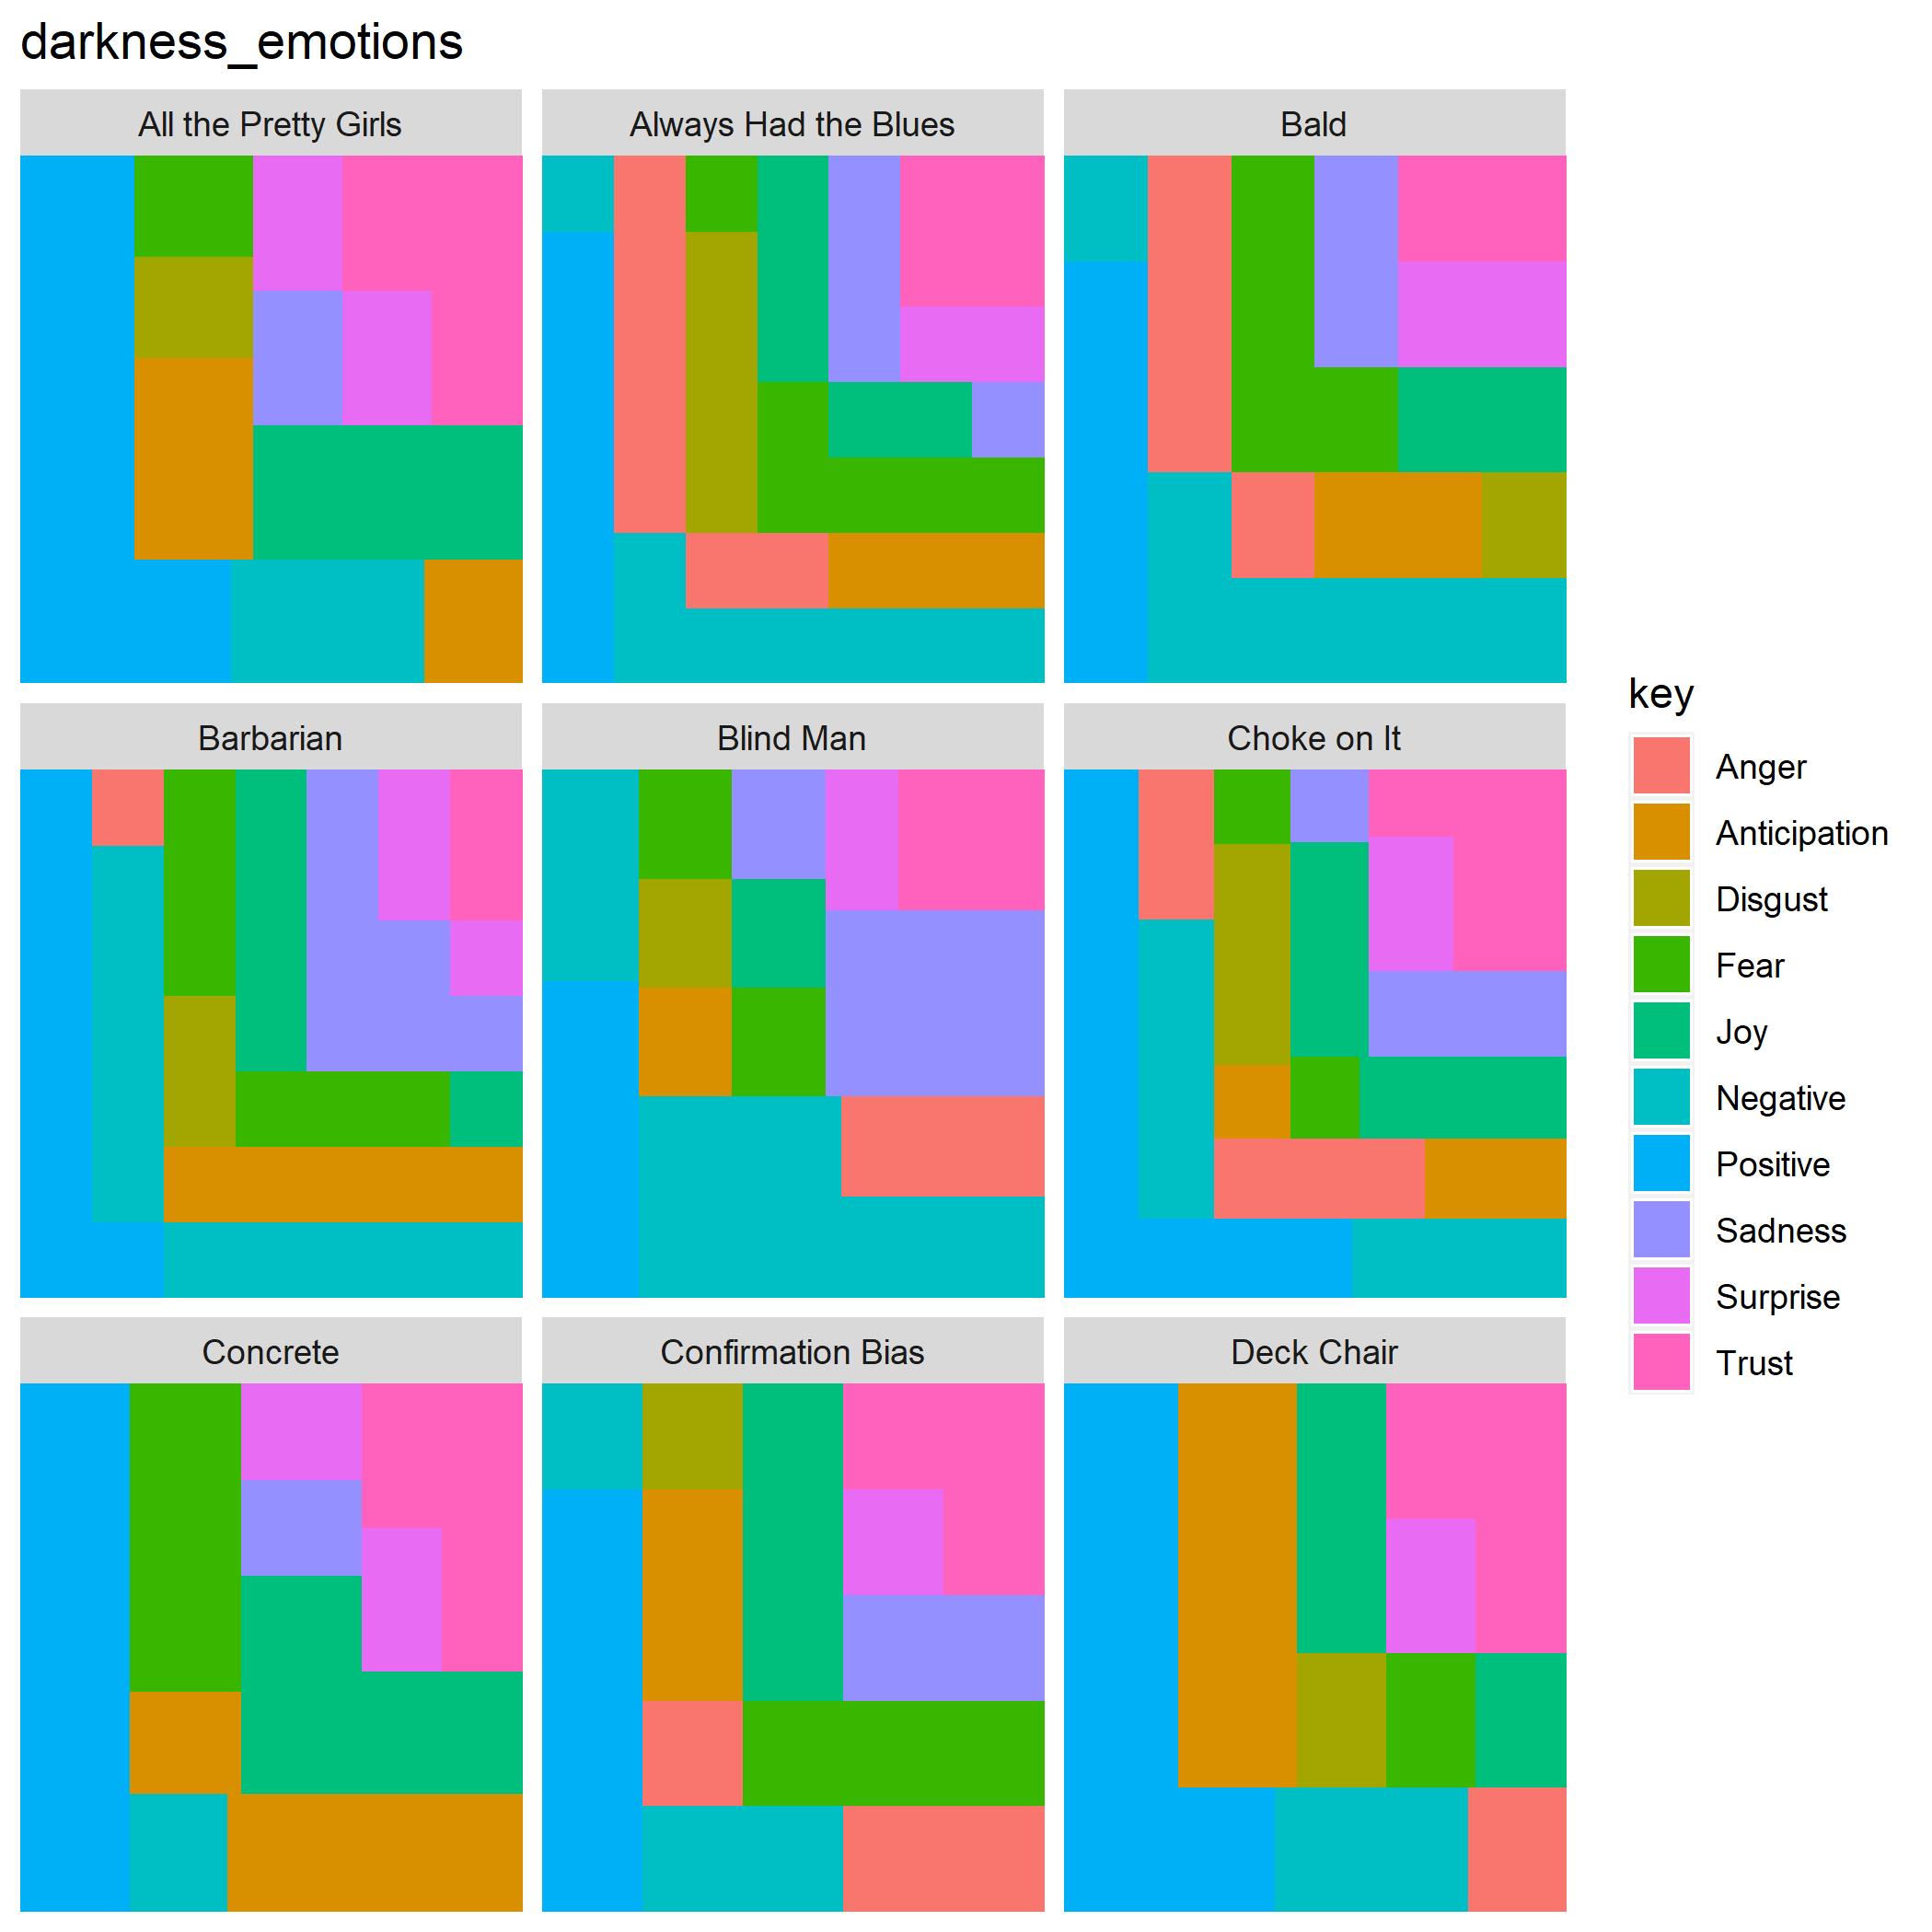 darkness_emotions
All the Pretty Girls
Always Had the Blues
Bald
Barbarian
Blind Man
Choke on It
Concrete
Confirmation Bias
Deck Chair
key
Anger
Anticipation
Disgust
Fear
Joy
Negative
Positive
Sadness
Surprise
Trust